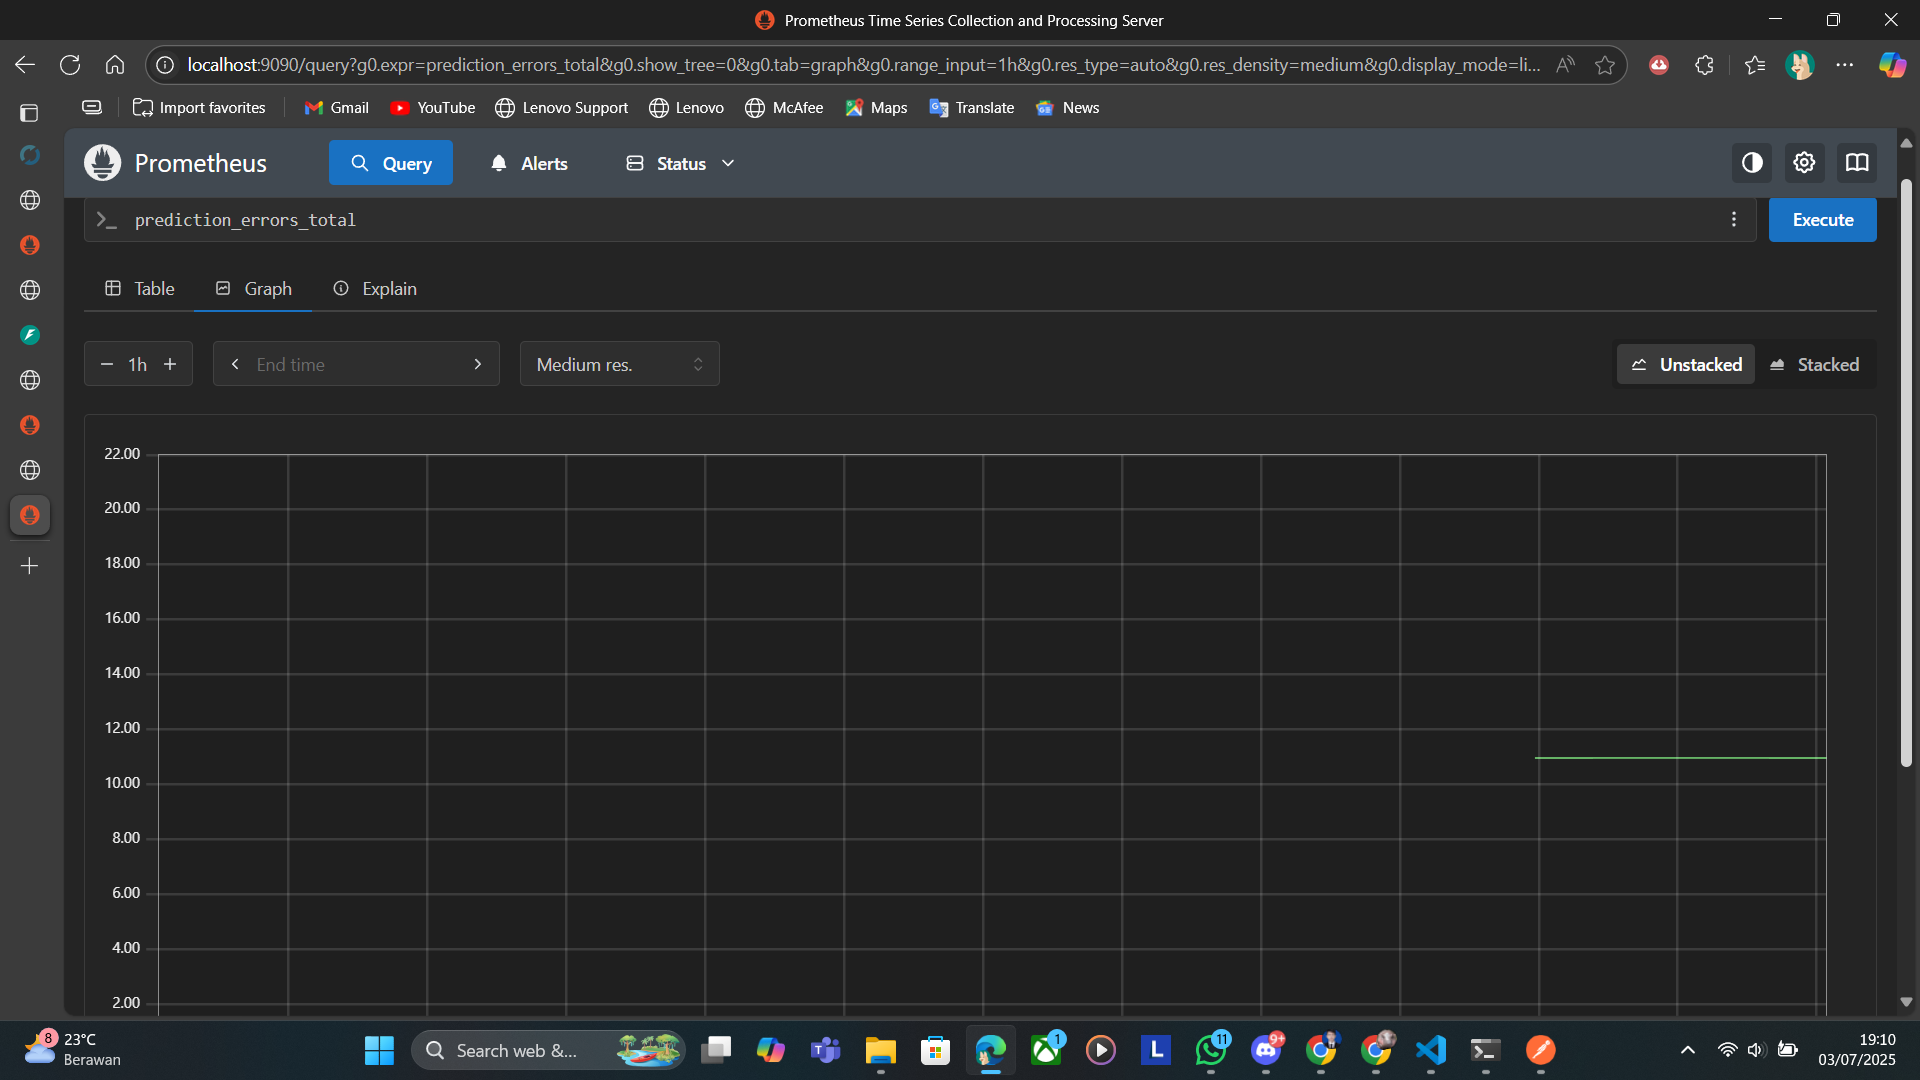 Prometheus Time Series Collection and Processing Server
localhost:9090/query?g0.expr=prediction_errors_total&g0.show_tree=0&g0.tab=graph&g0.range_input=1h&g0.res_type=auto&g0.res_density=medium&g0.display_mode=li...
Import favorites Gmail YouTube Lenovo Support Lenovo McAfee Maps Translate News
Prometheus Query Alerts Status
>_ prediction_errors_total Execute
Table Graph Explain
1h End time Medium res. Unstacked Stacked
22.00
20.00
18.00
16.00
14.00
12.00
10.00
8.00
6.00
4.00
2.00
8 23°C
Berawan
Search web &...
L
1
11
9+
19:10
03/07/2025